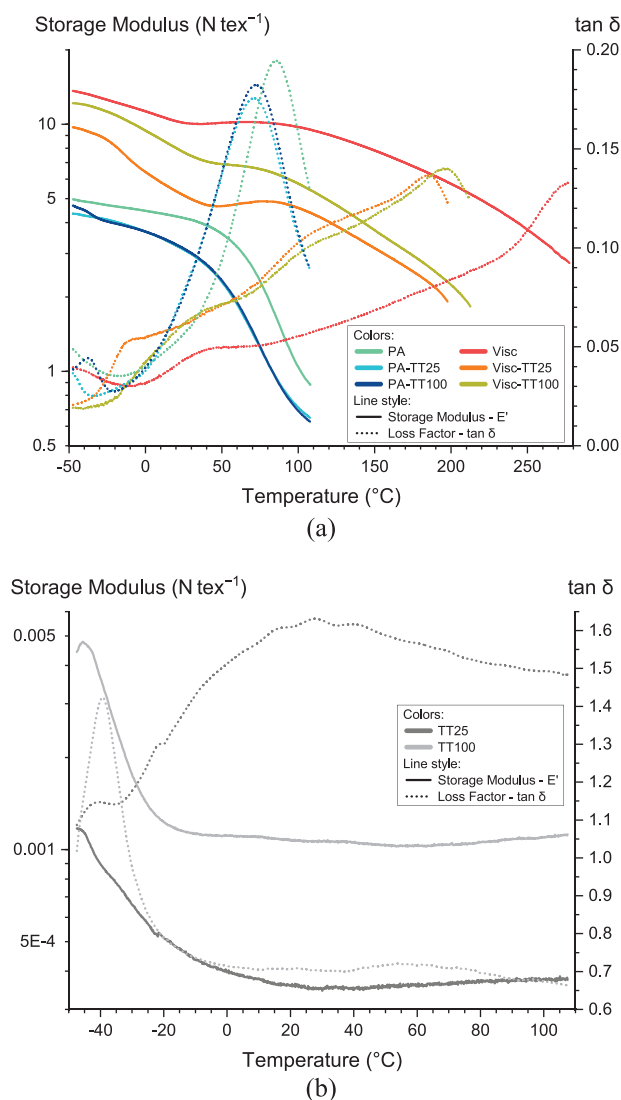 Storage Modulus (N tex⁻¹) tan δ
10
5
1
0.5
0.20
0.15
0.10
0.05
0.00
Colors:
PA Visc
PA-TT25 Visc-TT25
PA-TT100 Visc-TT100
Line style:
Storage Modulus - E'
Loss Factor - tan δ
-50 0 50 100 150 200 250
Temperature (°C)
(a)
Storage Modulus (N tex⁻¹) tan δ
0.005
0.001
5E-4
1.6
1.5
1.4
1.3
1.2
1.1
1.0
0.9
0.8
0.7
0.6
Colors:
TT25
TT100
Line style:
Storage Modulus - E'
Loss Factor - tan δ
-40 -20 0 20 40 60 80 100
Temperature (°C)
(b)